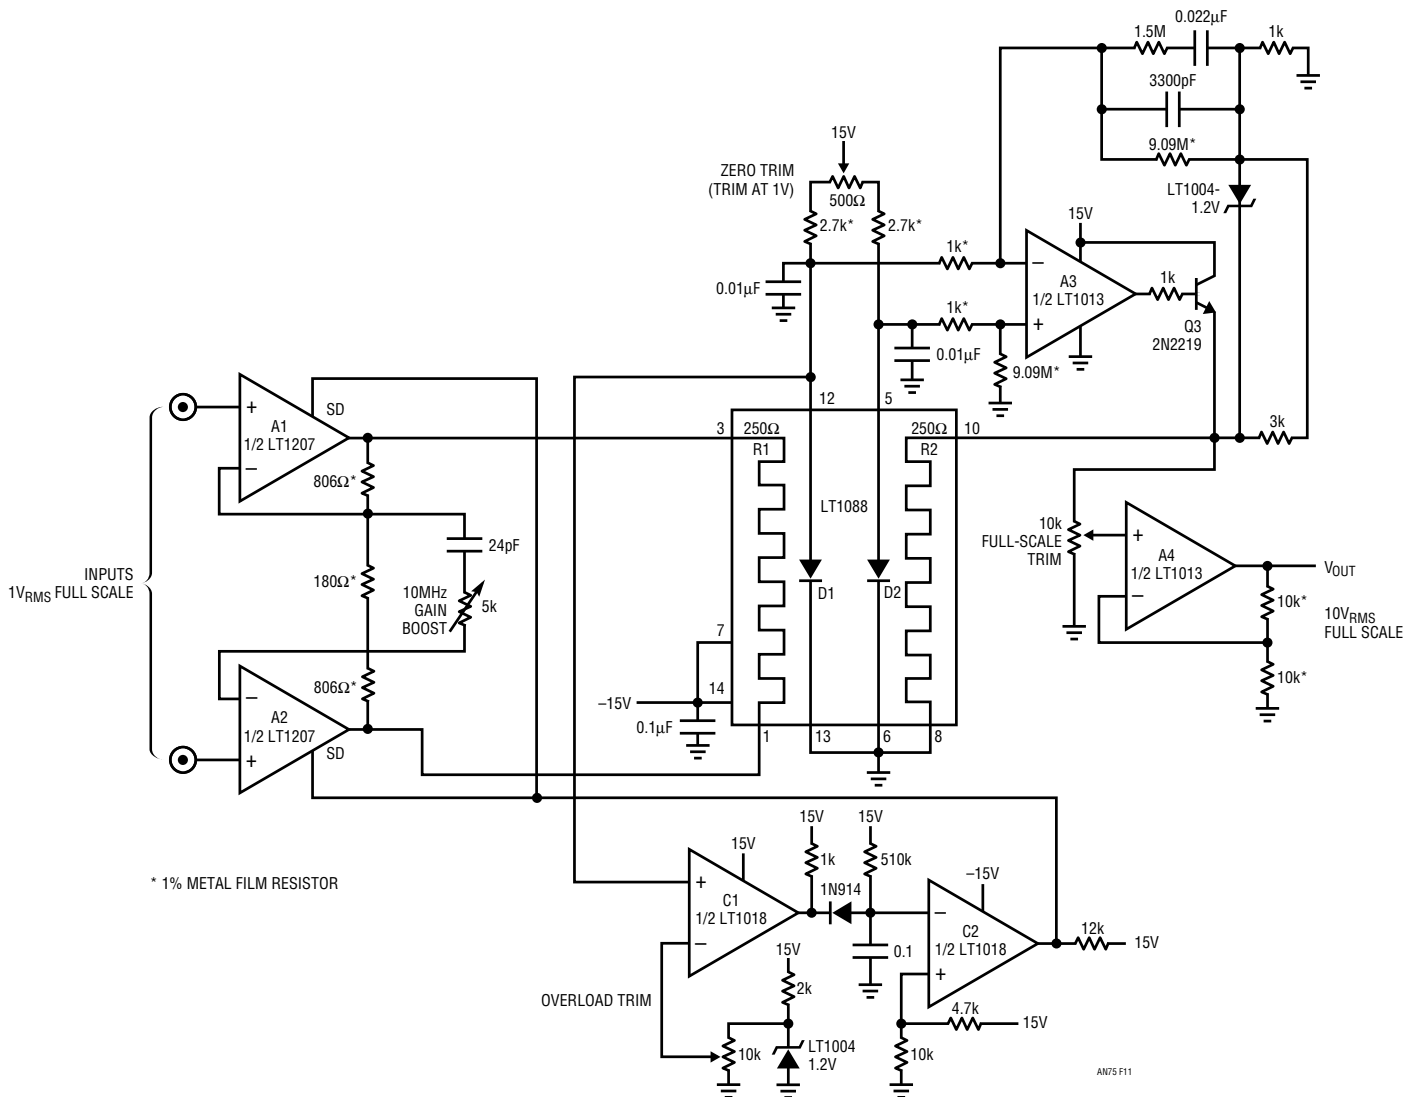 0.022µF
1.5M
1k
3300pF
9.09M*
LT1004-
1.2V
15V
ZERO TRIM
(TRIM AT 1V)
500Ω
2.7k*
2.7k*
15V
1k*
–
A3
1/2 LT1013
+
1k
Q3
2N2219
0.01µF
1k*
0.01µF
9.09M*
12
5
3
250Ω
R1
250Ω
R2
10
3k
LT1088
D1
D2
7
14
–15V
0.1µF
1
13
6
8
+
A1
1/2 LT1207
–
SD
806Ω*
24pF
180Ω*
10MHz
GAIN
BOOST
5k
INPUTS
1VRMS FULL SCALE
806Ω*
–
A2
1/2 LT1207
+
SD
10k
FULL-SCALE
TRIM
+
A4
1/2 LT1013
–
VOUT
10k*
10VRMS
FULL SCALE
10k*
* 1% METAL FILM RESISTOR
15V
+
C1
1/2 LT1018
–
15V
1k
15V
510k
1N914
0.1
–15V
–
C2
1/2 LT1018
+
12k
15V
OVERLOAD TRIM
15V
2k
10k
LT1004
1.2V
4.7k
15V
10k
AN75 F11